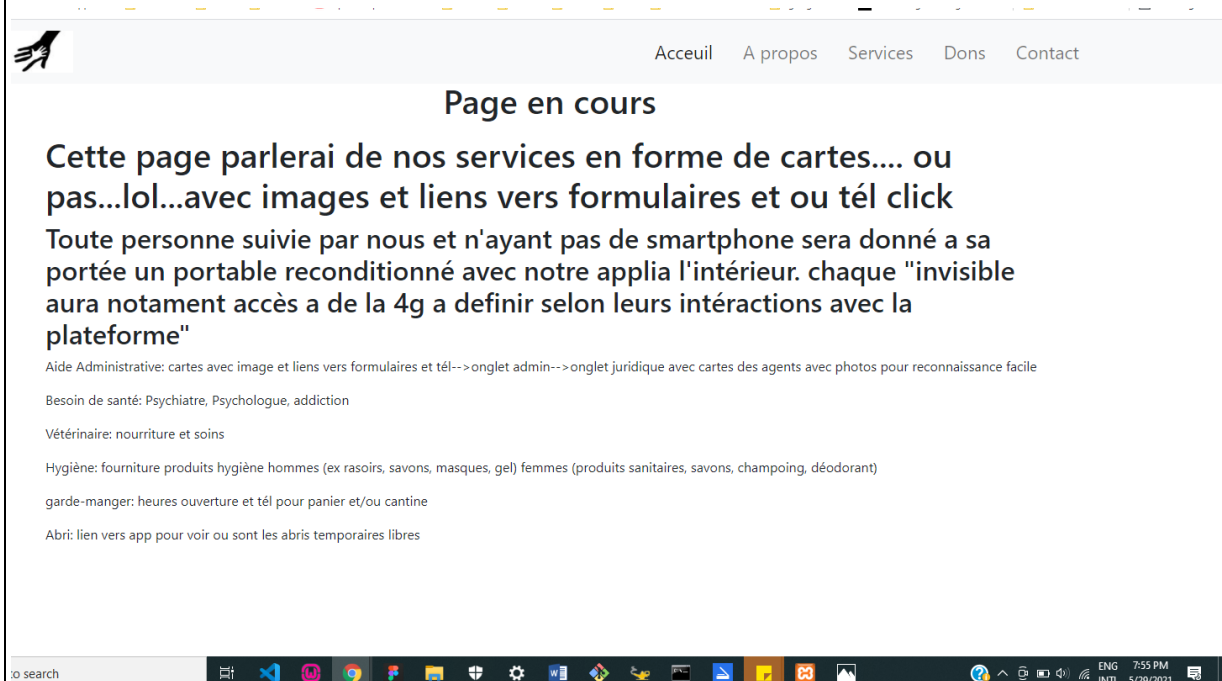 Acceuil A propos Services Dons Contact
Page en cours
Cette page parlerai de nos services en forme de cartes.... ou
pas...lol...avec images et liens vers formulaires et ou tél click
Toute personne suivie par nous et n'ayant pas de smartphone sera donné a sa
portée un portable reconditionné avec notre applia l'intérieur. chaque "invisible
aura notament accès a de la 4g a definir selon leurs intéractions avec la
plateforme"
Aide Administrative: cartes avec image et liens vers formulaires et tél-->onglet admin-->onglet juridique avec cartes des agents avec photos pour reconnaissance facile
Besoin de santé: Psychiatre, Psychologue, addiction
Vétérinaire: nourriture et soins
Hygiène: fourniture produits hygiène hommes (ex rasoirs, savons, masques, gel) femmes (produits sanitaires, savons, champoing, déodorant)
garde-manger: heures ouverture et tél pour panier et/ou cantine
Abri: lien vers app pour voir ou sont les abris temporaires libres
to search ENG 7:55 PM
INTL 5/29/2021